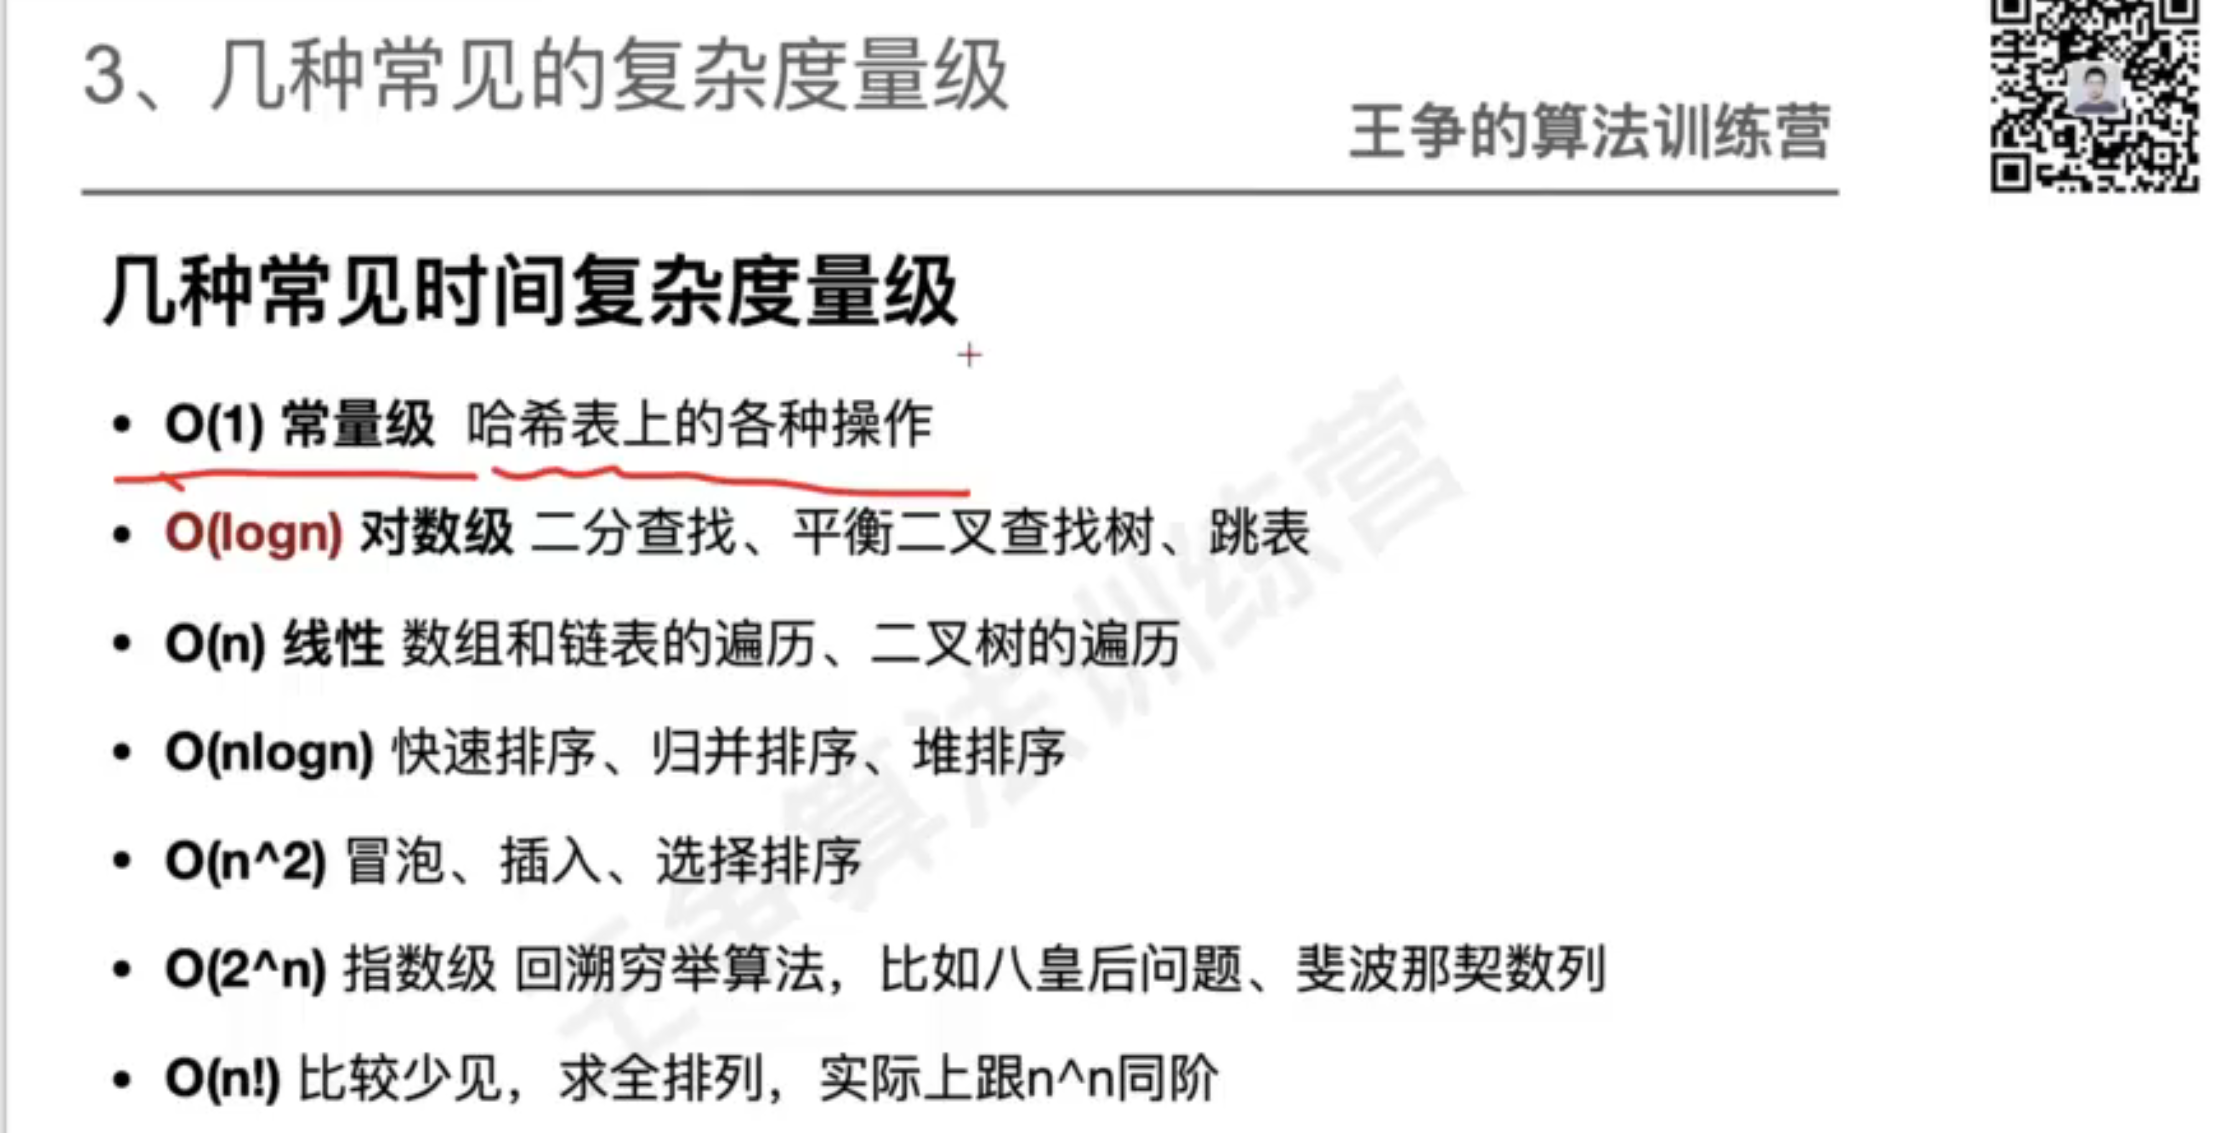 3、几种常见的复杂度量级
王争的算法训练营
几种常见时间复杂度量级
• O(1) 常量级 哈希表上的各种操作
• O(logn) 对数级 二分查找、平衡二叉查找树、跳表
• O(n) 线性 数组和链表的遍历、二叉树的遍历
• O(nlogn) 快速排序、归并排序、堆排序
• O(n^2) 冒泡、插入、选择排序
• O(2^n) 指数级 回溯穷举算法，比如八皇后问题、斐波那契数列
• O(n!) 比较少见，求全排列，实际上跟n^n同阶
王争算法训练营